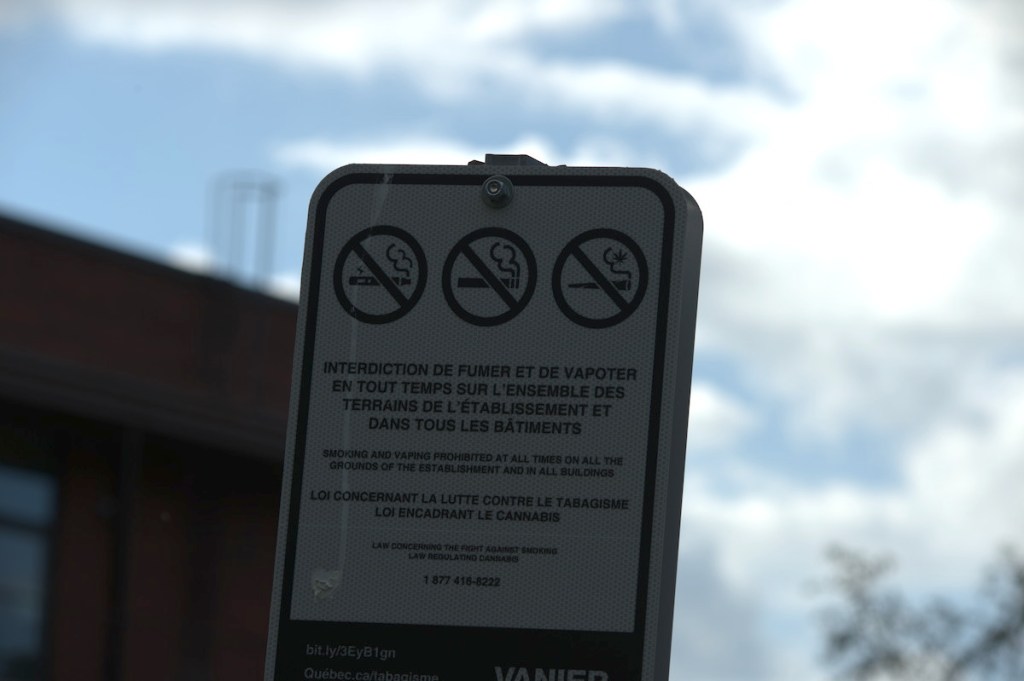 INTERDICTION DE FUMER ET DE VAPOTER
EN TOUT TEMPS SUR L'ENSEMBLE DES
TERRAINS DE L'ÉTABLISSEMENT ET
DANS TOUS LES BÂTIMENTS
SMOKING AND VAPING PROHIBITED AT ALL TIMES ON ALL THE
GROUNDS OF THE ESTABLISHMENT AND IN ALL BUILDINGS
LOI CONCERNANT LA LUTTE CONTRE LE TABAGISME
LOI ENCADRANT LE CANNABIS
LAW CONCERNING THE FIGHT AGAINST SMOKING
LAW REGULATING CANNABIS
1 877 416-8222
bit.ly/3EyB1gn
Québec.ca/tabagisme
VANIER